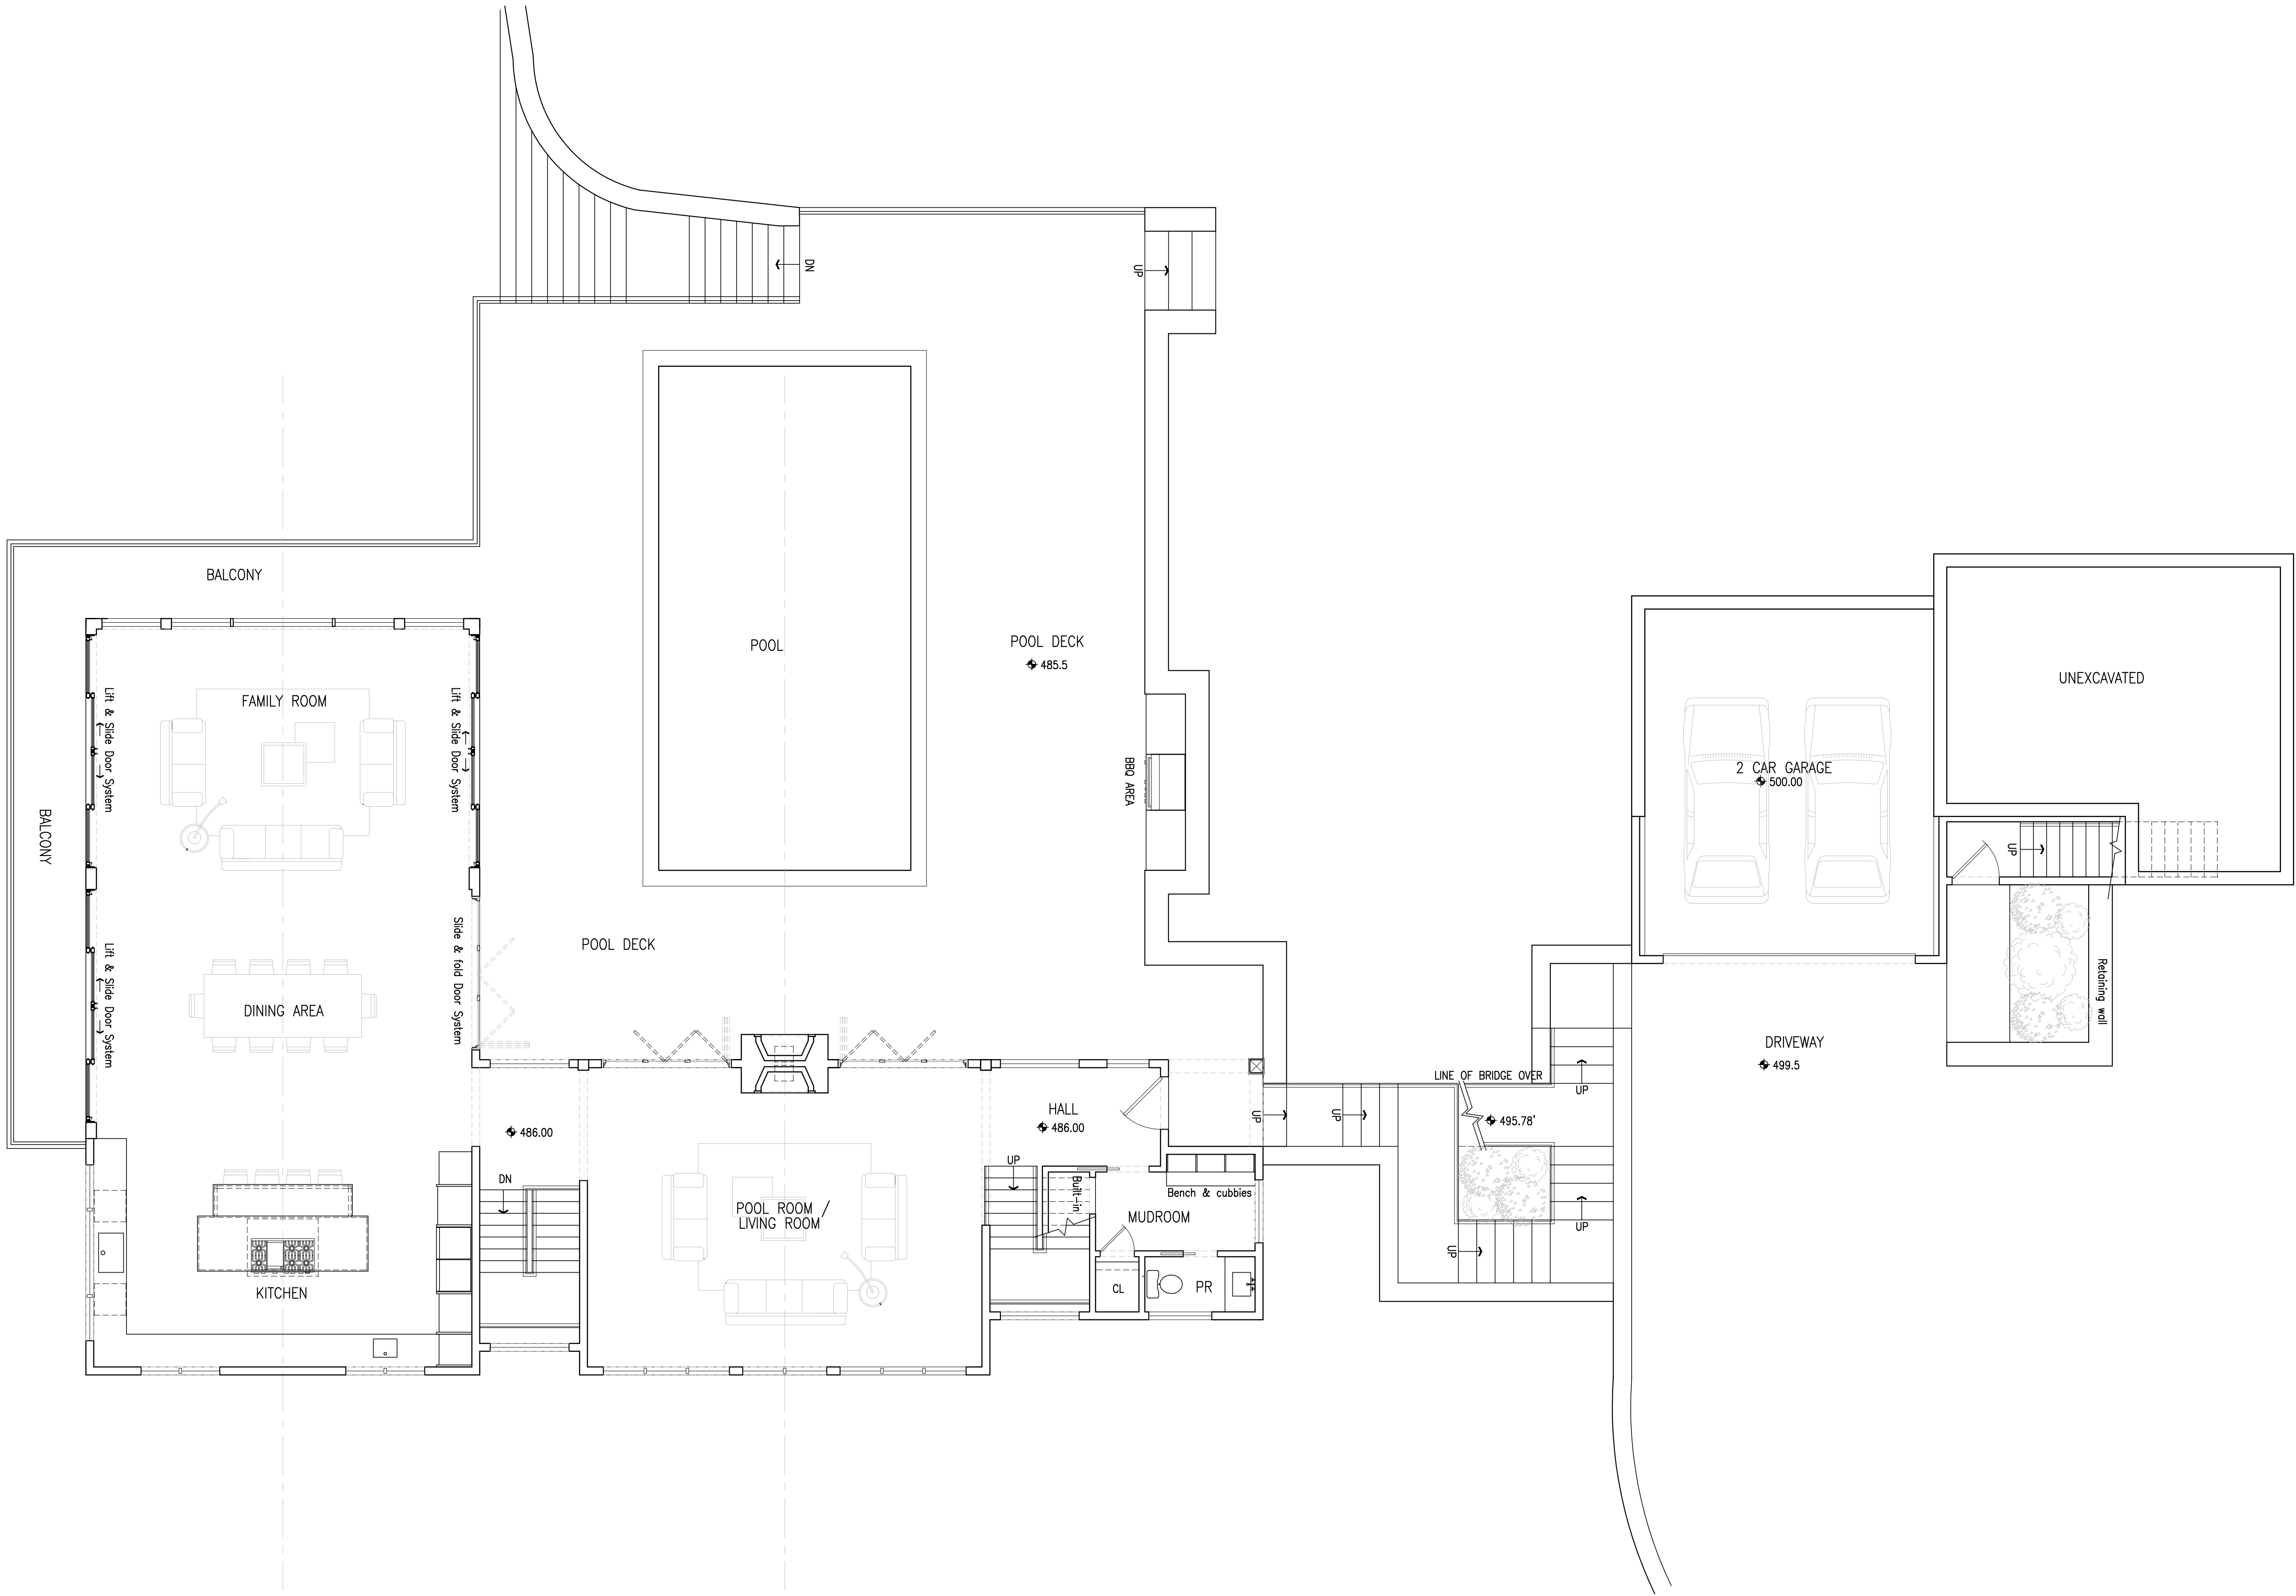 DN
UP
BALCONY
POOL
POOL DECK
485.5
FAMILY ROOM
Lift & Slide Door System
Lift & Slide Door System
BALCONY
BBQ AREA
2 CAR GARAGE
500.00
UNEXCAVATED
UP
POOL DECK
Slide & fold Door System
Lift & Slide Door System
DINING AREA
Retaining wall
DRIVEWAY
499.5
LINE OF BRIDGE OVER
UP
495.78'
HALL
486.00
486.00
UP
UP
UP
DN
Built-in
Bench & cubbies
POOL ROOM /
LIVING ROOM
MUDROOM
UP
UP
KITCHEN
CL
PR